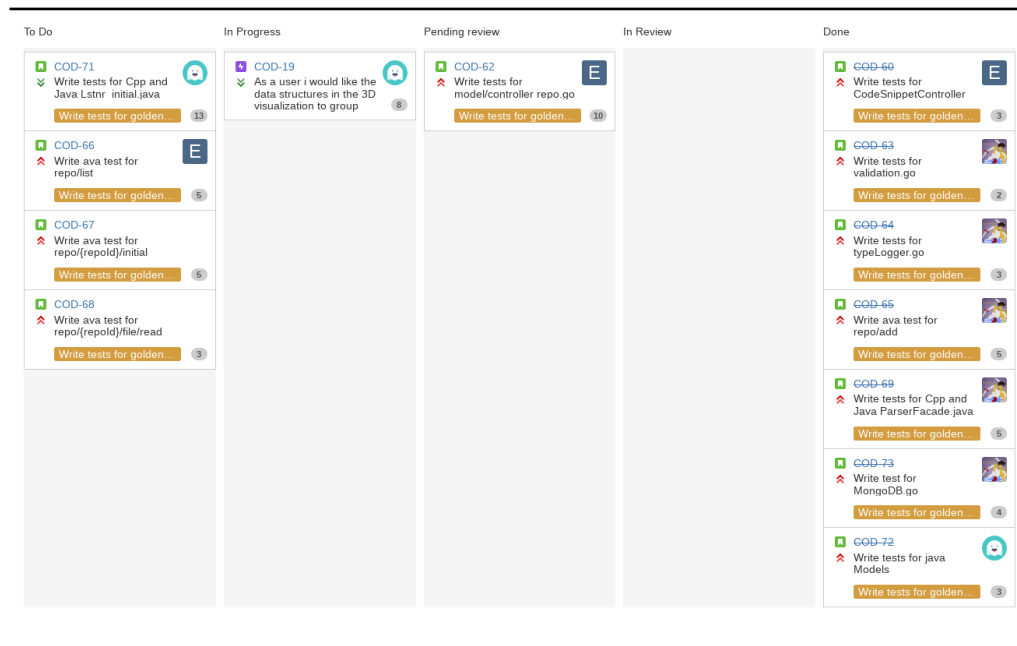 To Do
COD-71
Write tests for Cpp and
Java Lstnr_initial.java
Write tests for golden…
13
COD-66
Write ava test for
repo/list
Write tests for golden…
5
COD-67
Write ava test for
repo/{repoId}/initial
Write tests for golden…
5
COD-68
Write ava test for
repo/{repoId}/file/read
Write tests for golden…
3
In Progress
COD-19
As a user i would like the
data structures in the 3D
visualization to group
8
Pending review
COD-62
Write tests for
model/controller repo.go
E
Write tests for golden…
10
In Review
Done
COD-60
Write tests for
CodeSnippetController
E
Write tests for golden…
3
COD-63
Write tests for
validation.go
Write tests for golden…
2
COD-64
Write tests for
typeLogger.go
Write tests for golden…
3
COD-65
Write ava test for
repo/add
Write tests for golden…
5
COD-69
Write tests for Cpp and
Java ParserFacade.java
Write tests for golden…
5
COD-73
Write test for
MongoDB.go
Write tests for golden…
4
COD-72
Write tests for java
Models
Write tests for golden…
3
E